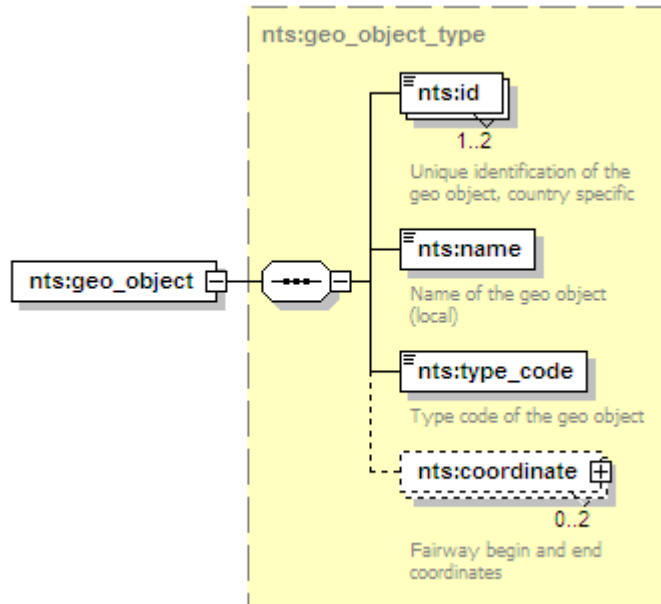 nts:geo_object_type
nts:id
1..2
Unique identification of the
geo object, country specific
nts:name
Name of the geo object
(local)
nts:geo_object
nts:type_code
Type code of the geo object
nts:coordinate
0..2
Fairway begin and end
coordinates